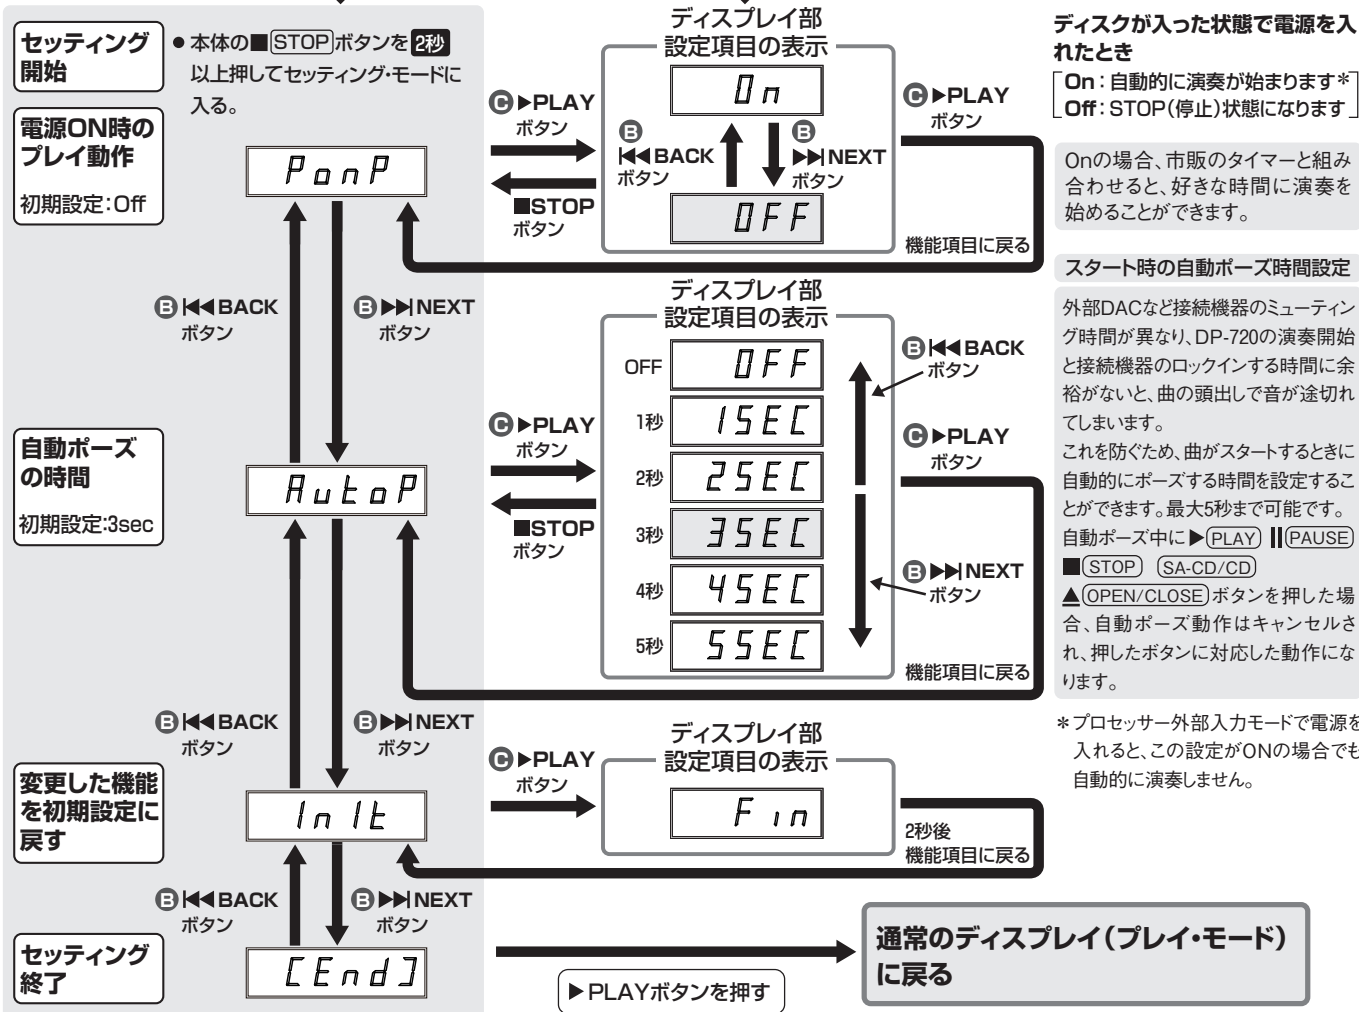 セッティング
開始
● 本体の■STOPボタンを2秒
以上押してセッティング・モードに
入る。
電源ON時の
プレイ動作
初期設定：Off
PonP
C ▶PLAY
ボタン
■STOP
ボタン
ディスプレイ部
設定項目の表示
On
B
⏮BACK
ボタン
B
⏭NEXT
ボタン
OFF
C ▶PLAY
ボタン
機能項目に戻る
B ⏮BACK
ボタン
B ⏭NEXT
ボタン
自動ポーズ
の時間
初期設定:3sec
AutoP
C ▶PLAY
ボタン
■STOP
ボタン
ディスプレイ部
設定項目の表示
OFF OFF
1秒 1SEC
2秒 2SEC
3秒 3SEC
4秒 4SEC
5秒 5SEC
B ⏮BACK
ボタン
C ▶PLAY
ボタン
B ⏭NEXT
ボタン
機能項目に戻る
B ⏮BACK
ボタン
B ⏭NEXT
ボタン
変更した機能
を初期設定に
戻す
InIt
C ▶PLAY
ボタン
ディスプレイ部
設定項目の表示
Fin
2秒後
機能項目に戻る
B ⏮BACK
ボタン
B ⏭NEXT
ボタン
セッティング
終了
[End]
▶PLAYボタンを押す
通常のディスプレイ（プレイ・モード）
に戻る
ディスクが入った状態で電源を入
れたとき
On：自動的に演奏が始まります＊
Off：STOP（停止）状態になります
Onの場合、市販のタイマーと組み
合わせると、好きな時間に演奏を
始めることができます。
スタート時の自動ポーズ時間設定
外部DACなど接続機器のミューティン
グ時間が異なり、DP-720の演奏開始
と接続機器のロックインする時間に余
裕がないと、曲の頭出しで音が途切れ
てしまいます。
これを防ぐため、曲がスタートするときに
自動的にポーズする時間を設定するこ
とができます。最大5秒まで可能です。
自動ポーズ中に▶PLAY ‖PAUSE
■STOP SA-CD/CD
▲OPEN/CLOSEボタンを押した場
合、自動ポーズ動作はキャンセルさ
れ、押したボタンに対応した動作にな
ります。
＊プロセッサー外部入力モードで電源を
入れると、この設定がONの場合でも
自動的に演奏しません。